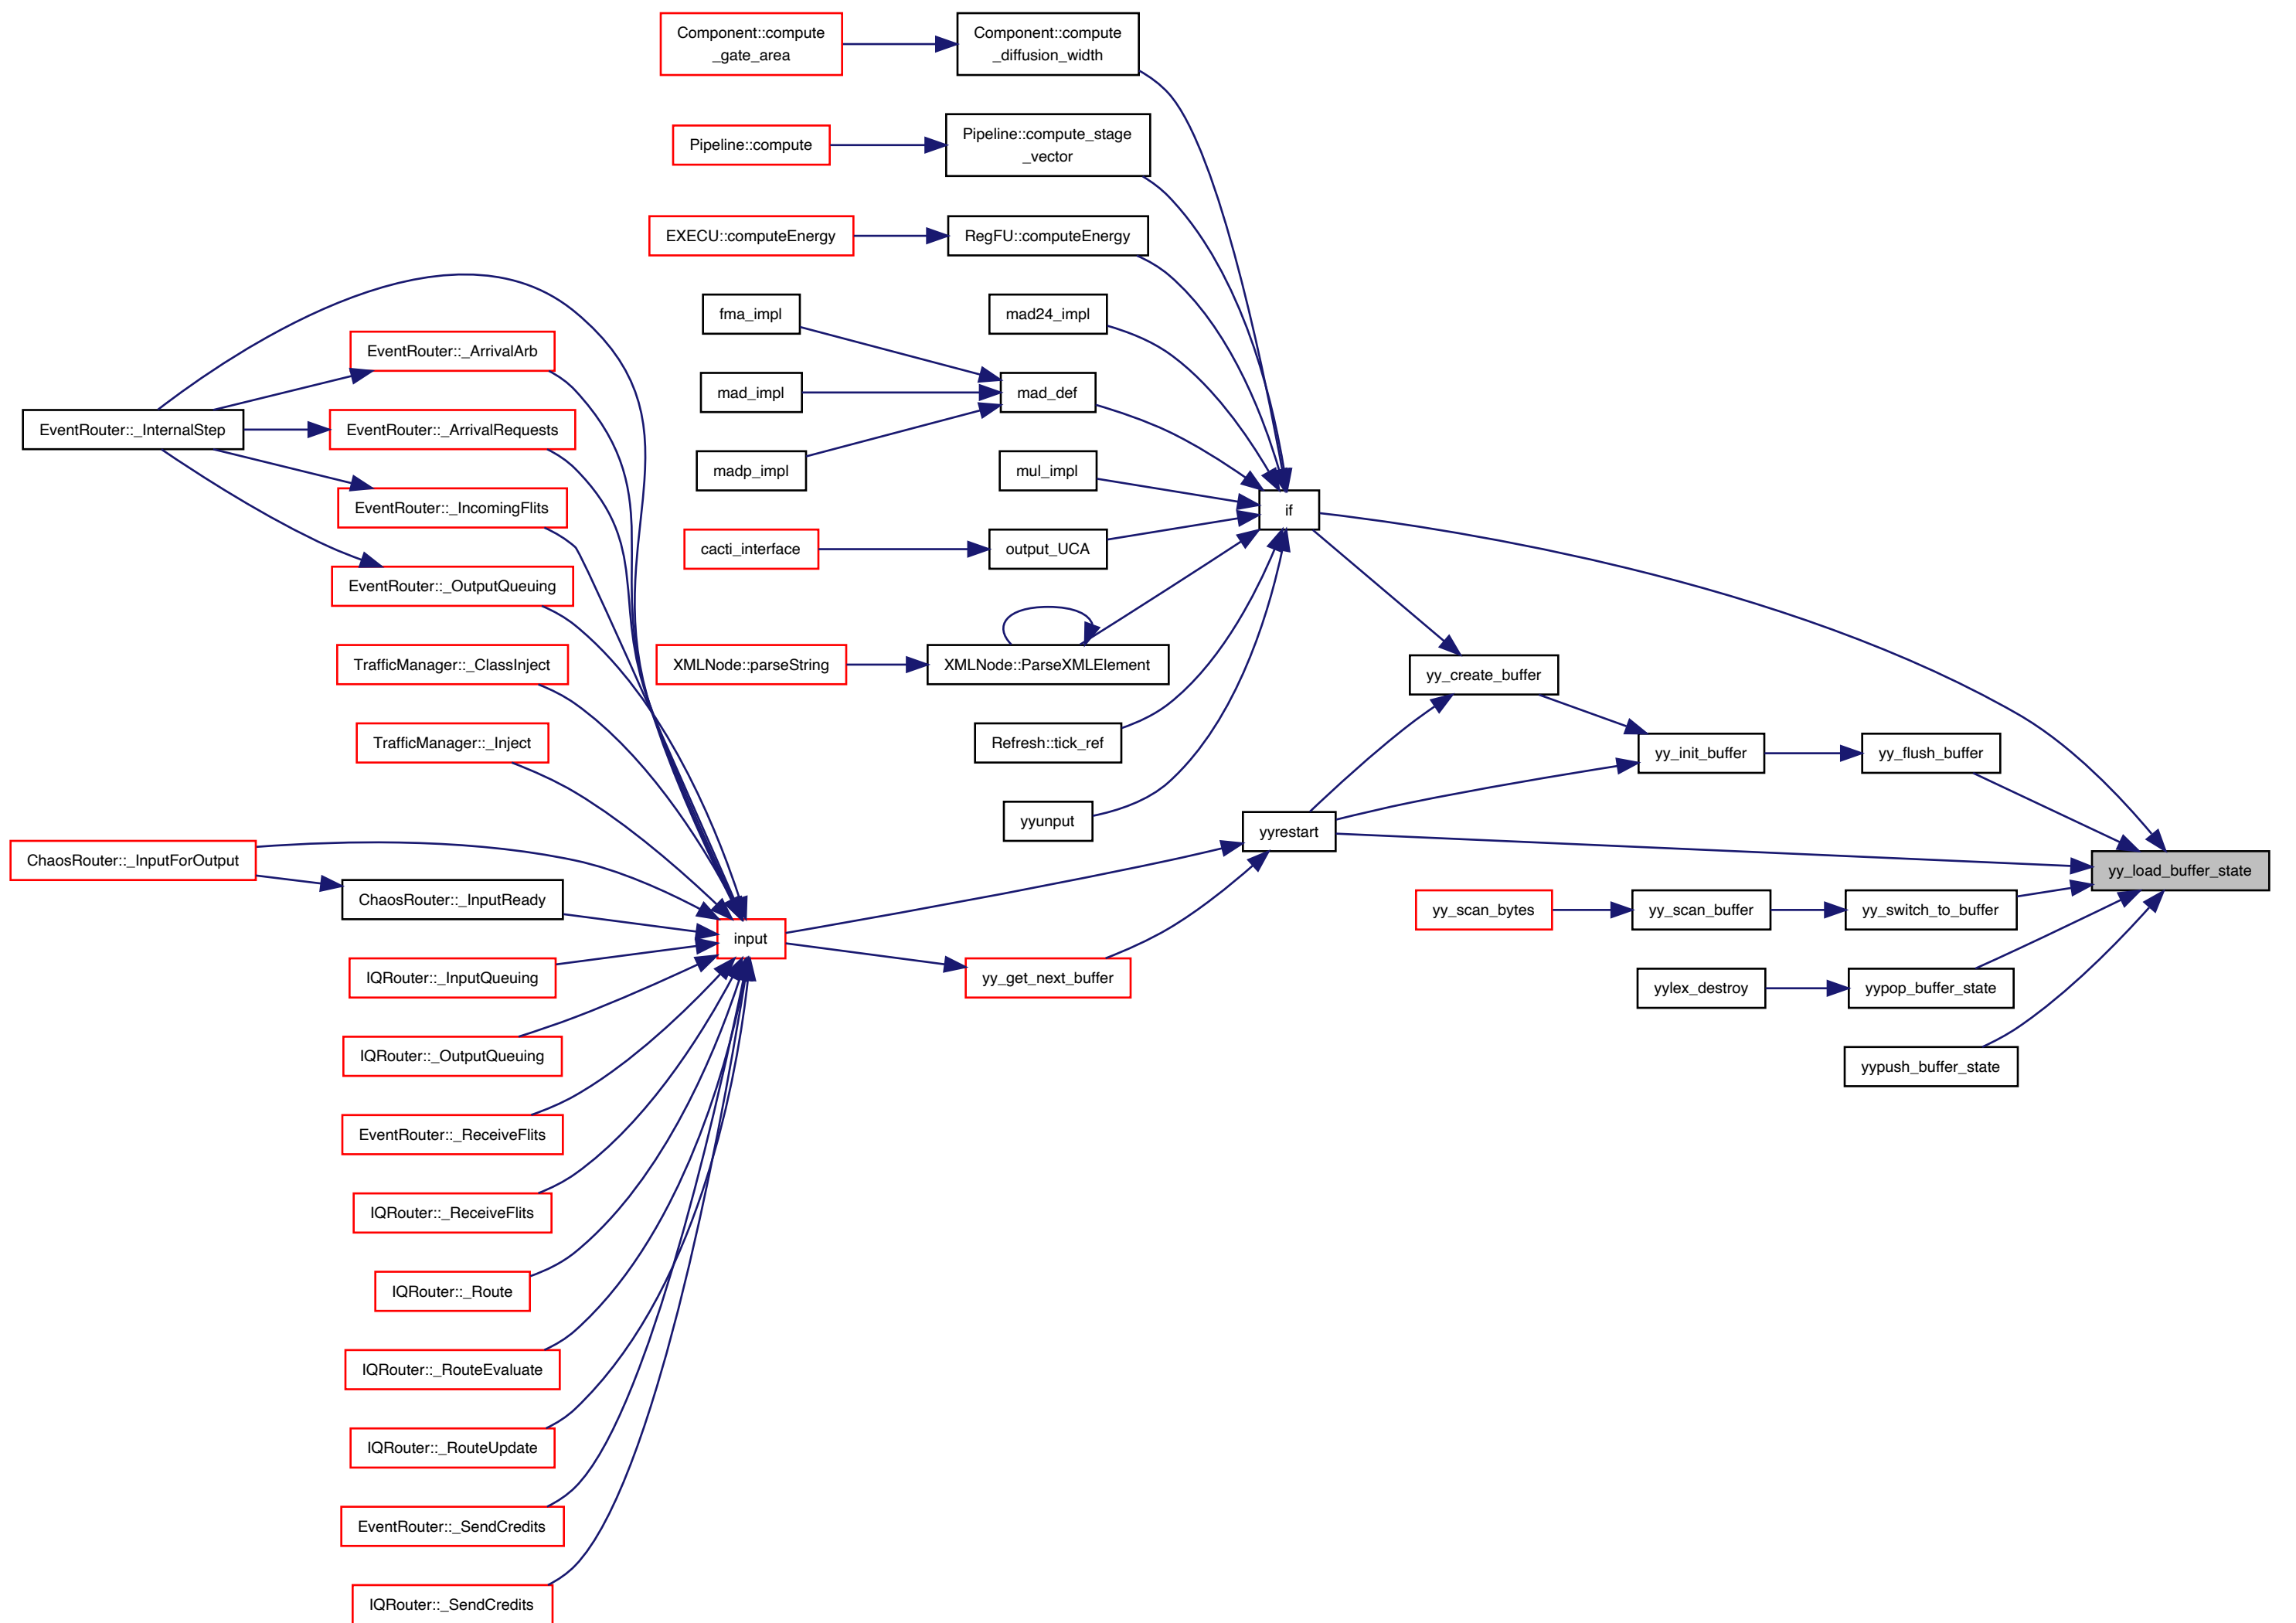 Component::compute
_gate_area
Component::compute
_diffusion_width
Pipeline::compute
Pipeline::compute_stage
_vector
EXECU::computeEnergy
RegFU::computeEnergy
fma_impl
mad24_impl
EventRouter::_ArrivalArb
mad_impl
mad_def
EventRouter::_InternalStep
EventRouter::_ArrivalRequests
madp_impl
mul_impl
EventRouter::_IncomingFlits
if
cacti_interface
output_UCA
EventRouter::_OutputQueuing
TrafficManager::_ClassInject
XMLNode::parseString
XMLNode::ParseXMLElement
yy_create_buffer
TrafficManager::_Inject
Refresh::tick_ref
yy_init_buffer
yy_flush_buffer
yyunput
yyrestart
ChaosRouter::_InputForOutput
yy_load_buffer_state
ChaosRouter::_InputReady
yy_scan_bytes
yy_scan_buffer
yy_switch_to_buffer
input
IQRouter::_InputQueuing
yy_get_next_buffer
yylex_destroy
yypop_buffer_state
IQRouter::_OutputQueuing
yypush_buffer_state
EventRouter::_ReceiveFlits
IQRouter::_ReceiveFlits
IQRouter::_Route
IQRouter::_RouteEvaluate
IQRouter::_RouteUpdate
EventRouter::_SendCredits
IQRouter::_SendCredits